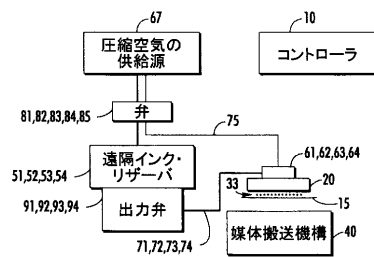 67
圧縮空気の
供給源
10
コントローラ
弁
81,82,83,84,85
75
遠隔インク・
リザーバ
51,52,53,54
61,62,63,64
20
33
15
出力弁
91,92,93,94
71,72,73,74
媒体搬送機構
40